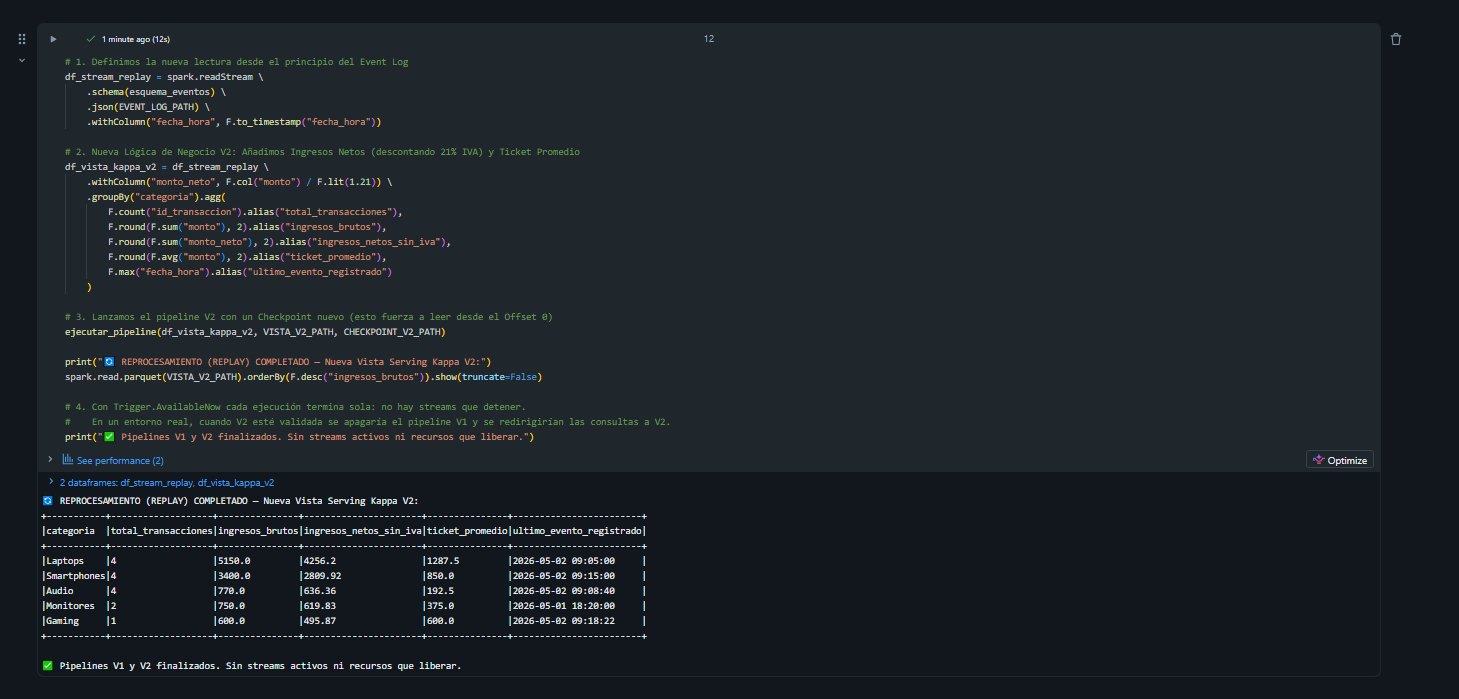 1 minute ago (12s)
12
# 1. Definimos la nueva lectura desde el principio del Event Log
df_stream_replay = spark.readStream \
.schema(esquema_eventos) \
.json(EVENT_LOG_PATH) \
.withColumn("fecha_hora", F.to_timestamp("fecha_hora"))
# 2. Nueva Lógica de Negocio V2: Añadimos Ingresos Netos (descontando 21% IVA) y Ticket Promedio
df_vista_kappa_v2 = df_stream_replay \
.withColumn("monto_neto", F.col("monto") / F.lit(1.21)) \
.groupBy("categoria").agg(
F.count("id_transaccion").alias("total_transacciones"),
F.round(F.sum("monto"), 2).alias("ingresos_brutos"),
F.round(F.sum("monto_neto"), 2).alias("ingresos_netos_sin_iva"),
F.round(F.avg("monto"), 2).alias("ticket_promedio"),
F.max("fecha_hora").alias("ultimo_evento_registrado")
)
# 3. Lanzamos el pipeline V2 con un Checkpoint nuevo (esto fuerza a leer desde el Offset 0)
ejecutar_pipeline(df_vista_kappa_v2, VISTA_V2_PATH, CHECKPOINT_V2_PATH)
print("🔄 REPROCESAMIENTO (REPLAY) COMPLETADO — Nueva Vista Serving Kappa V2:")
spark.read.parquet(VISTA_V2_PATH).orderBy(F.desc("ingresos_brutos")).show(truncate=False)
# 4. Con Trigger.AvailableNow cada ejecución termina sola: no hay streams que detener.
#    En un entorno real, cuando V2 esté validada se apagaría el pipeline V1 y se redirigirían las consultas a V2.
print("✅ Pipelines V1 y V2 finalizados. Sin streams activos ni recursos que liberar.")
See performance (2)
Optimize
2 dataframes: df_stream_replay, df_vista_kappa_v2
🔄 REPROCESAMIENTO (REPLAY) COMPLETADO — Nueva Vista Serving Kappa V2:
+-----------+-------------------+---------------+----------------------+---------------+------------------------+
|categoria  |total_transacciones|ingresos_brutos|ingresos_netos_sin_iva|ticket_promedio|ultimo_evento_registrado|
+-----------+-------------------+---------------+----------------------+---------------+------------------------+
|Laptops    |4                  |5150.0         |4256.2                |1287.5         |2026-05-02 09:05:00     |
|Smartphones|4                  |3400.0         |2809.92               |850.0          |2026-05-02 09:15:00     |
|Audio      |4                  |770.0          |636.36                |192.5          |2026-05-02 09:08:40     |
|Monitores  |2                  |750.0          |619.83                |375.0          |2026-05-01 18:20:00     |
|Gaming     |1                  |600.0          |495.87                |600.0          |2026-05-02 09:18:22     |
+-----------+-------------------+---------------+----------------------+---------------+------------------------+
✅ Pipelines V1 y V2 finalizados. Sin streams activos ni recursos que liberar.